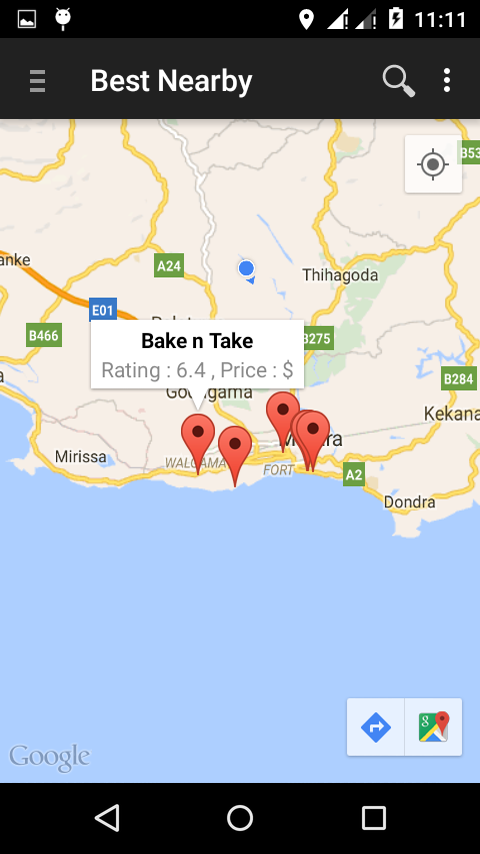 11:11
Best Nearby
B53
anke
A24
Thihagoda
E01
B466
B275
Bake n Take
Rating : 6.4 , Price : $
B284
Kekana
Mirissa
WALGAMA
FORT
A2
Dondra
Google